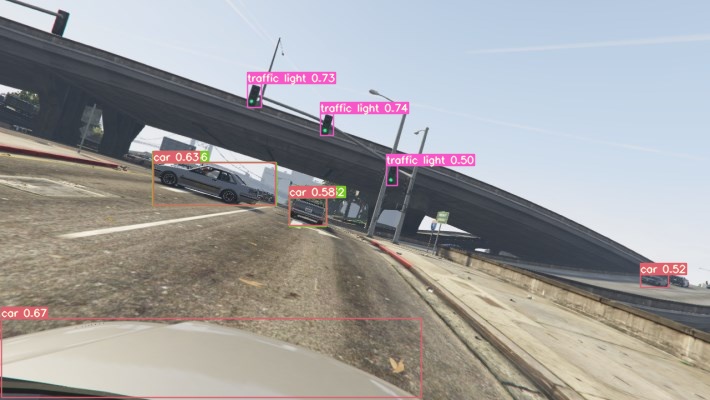 traffic light 0.73
traffic light 0.74
traffic light 0.50
car 0.63 6
car 0.58 2
car 0.52
car 0.67